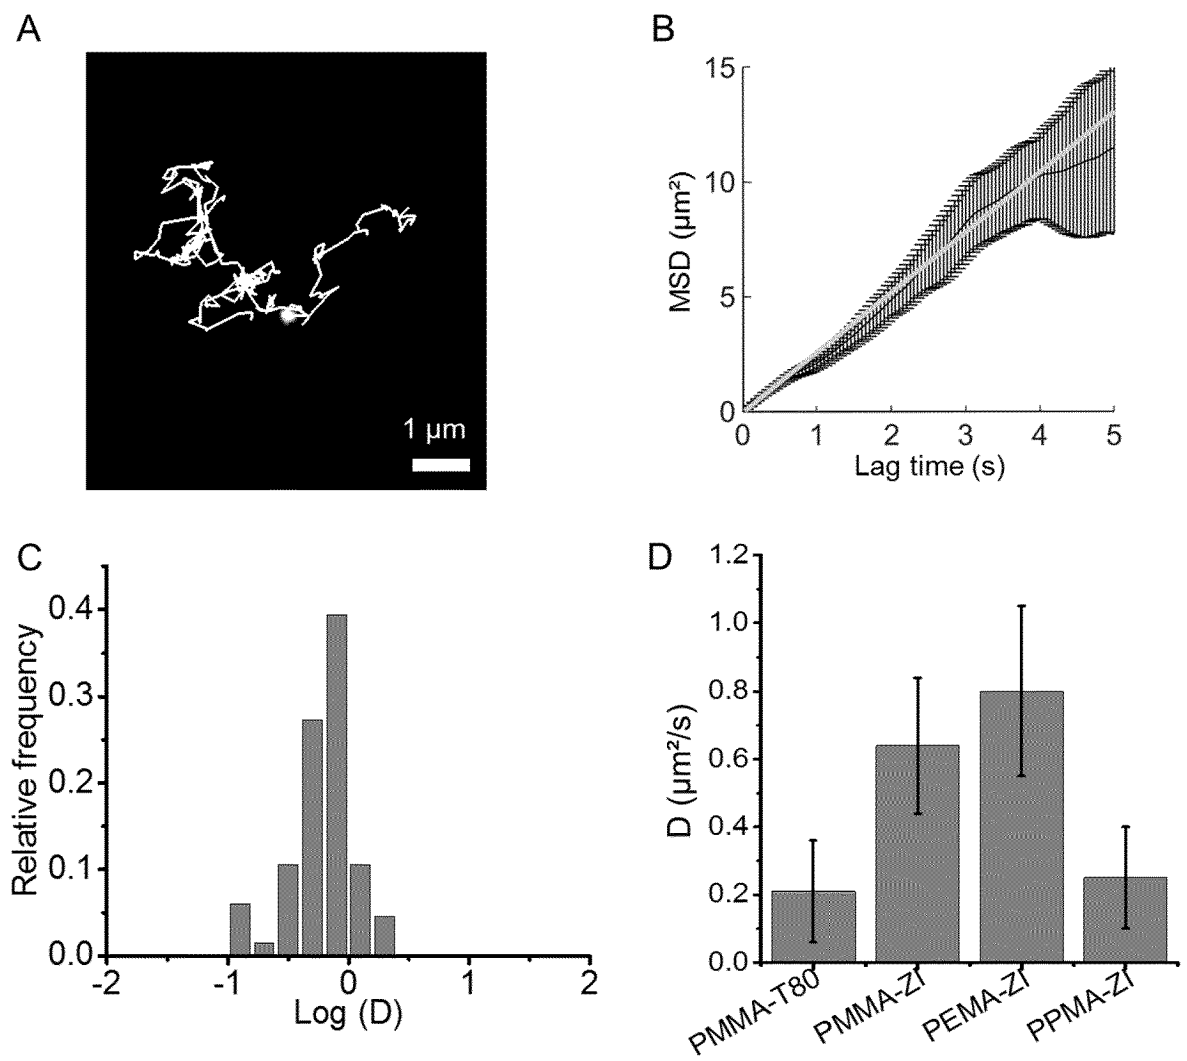 A
1 µm
B
MSD (µm²)
15
10
5
0
0 1 2 3 4 5
Lag time (s)
C
Relative frequency
0.4
0.3
0.2
0.1
0.0
-2 -1 0 1 2
Log (D)
D
D (µm²/s)
1.2
1.0
0.8
0.6
0.4
0.2
0.0
PMMA-T80
PMMA-ZI
PEMA-ZI
PPMA-ZI